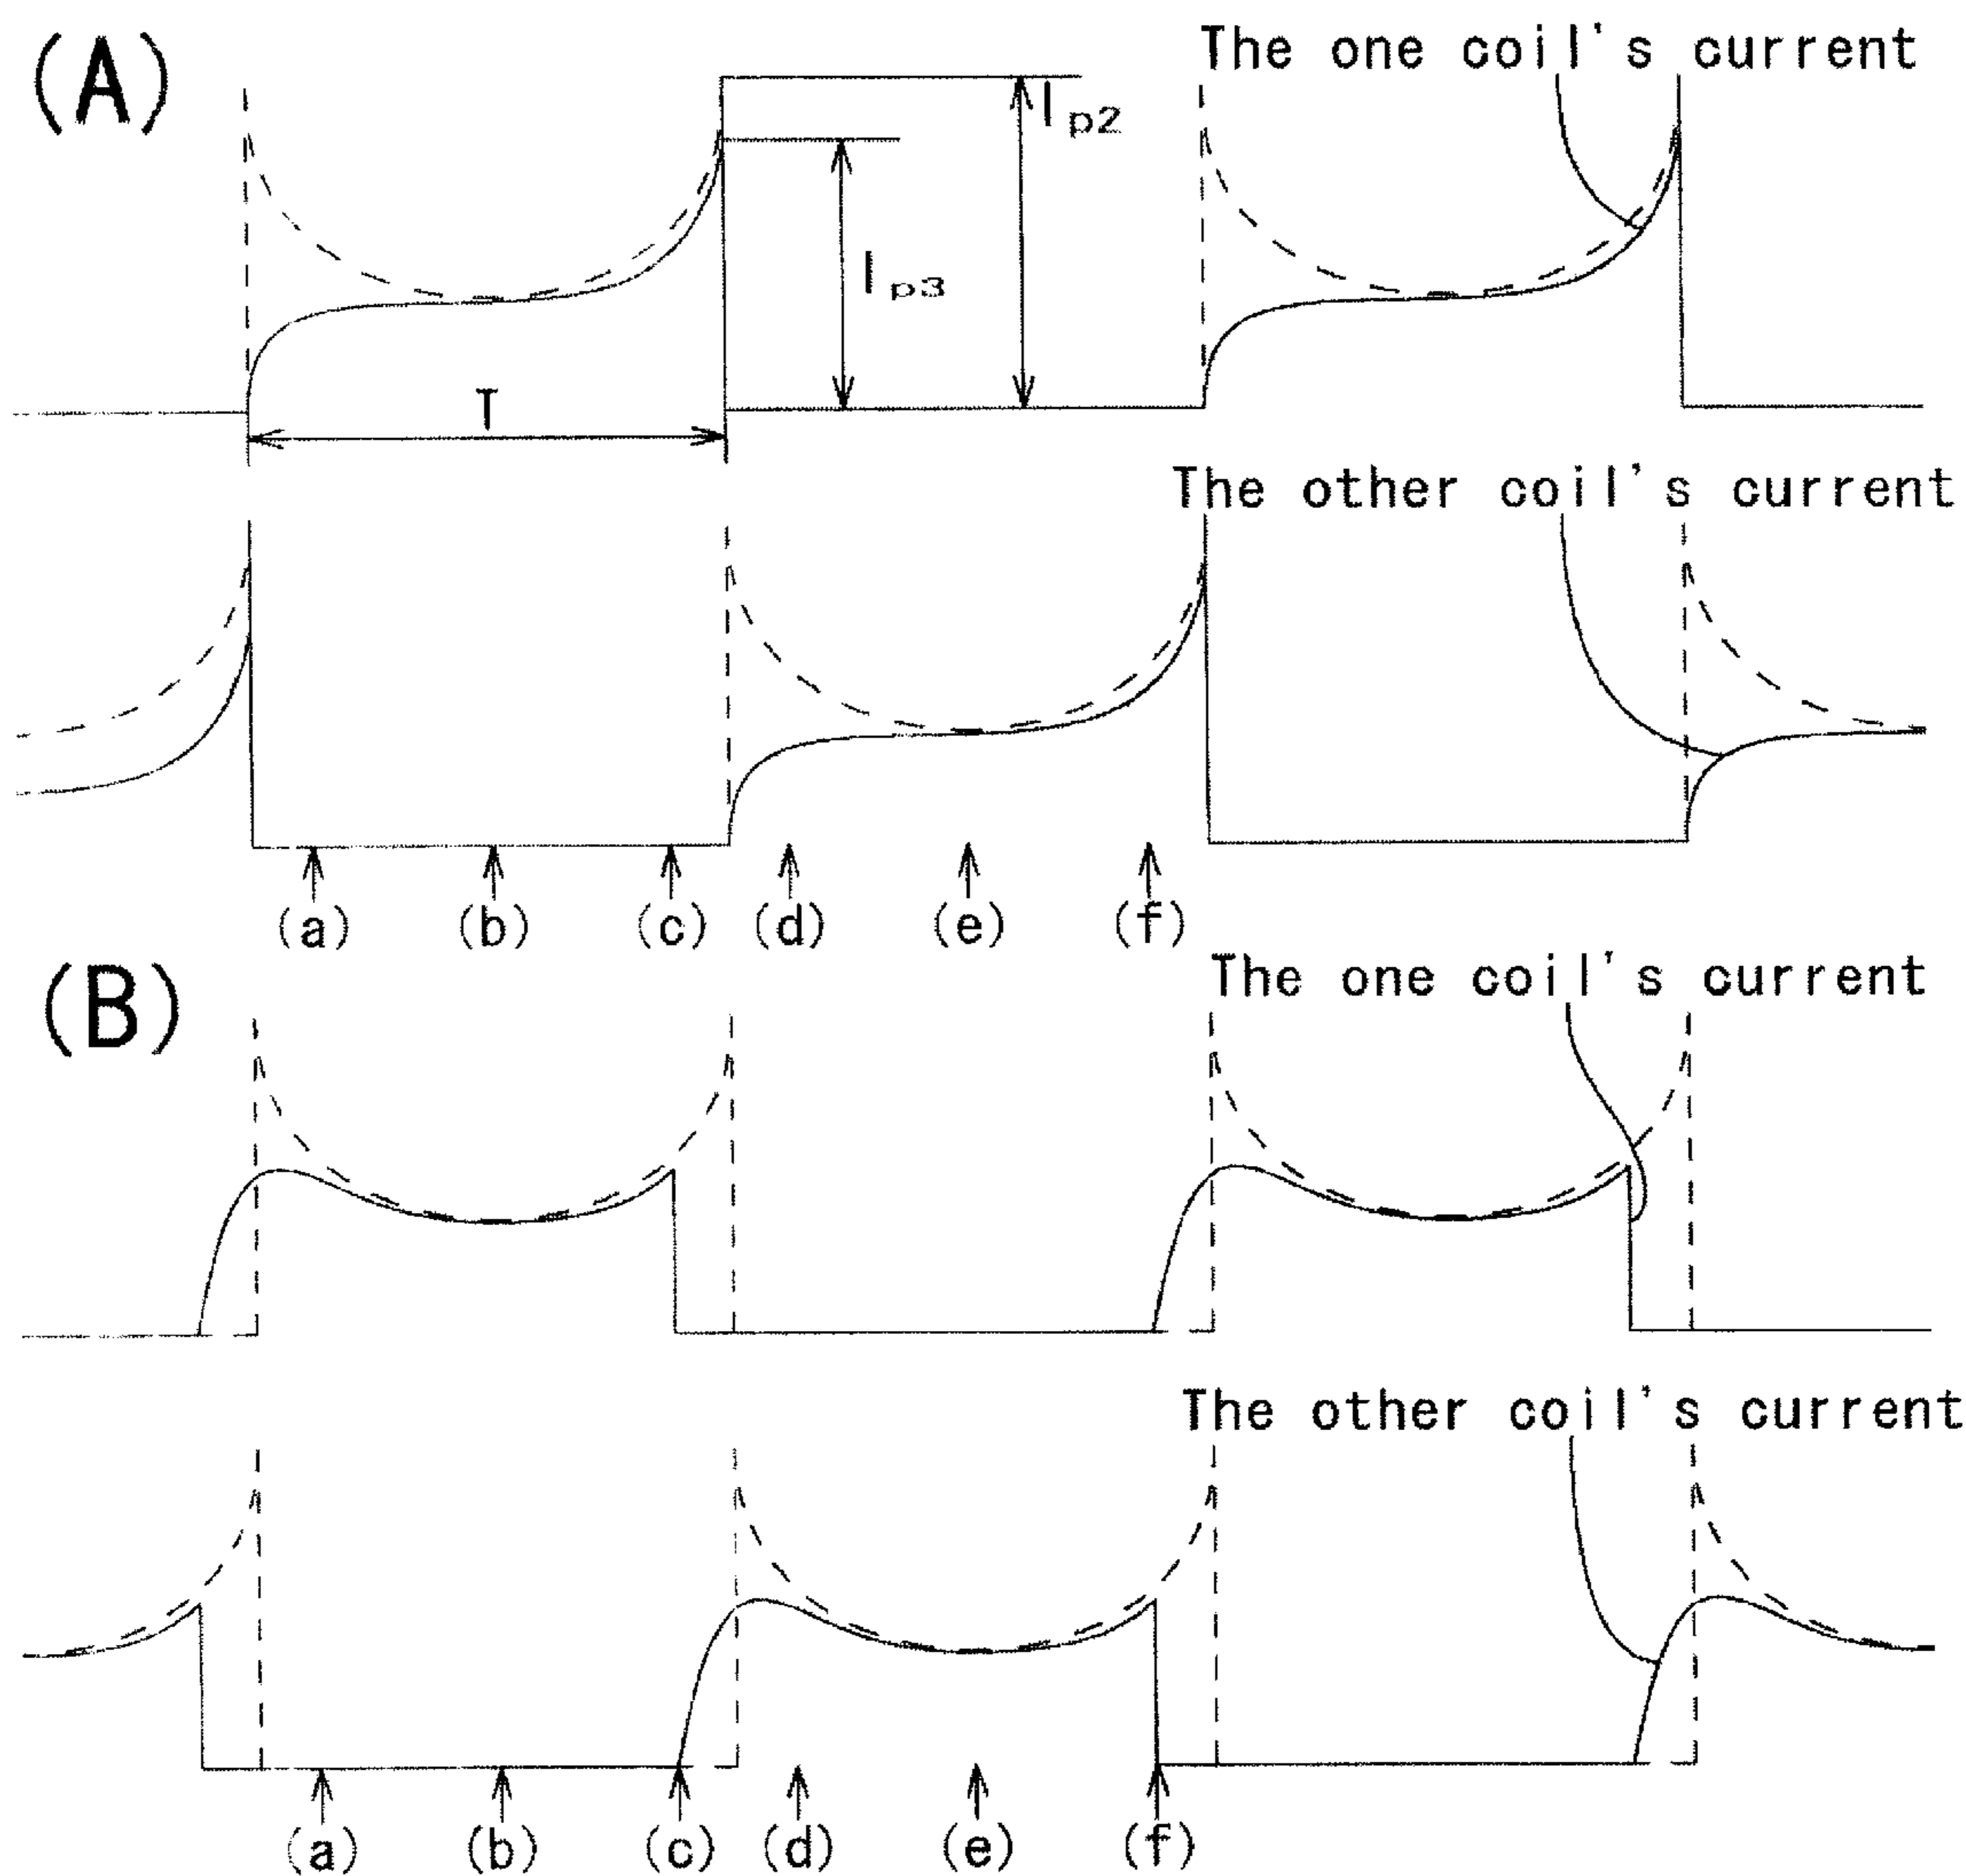 (A)
The one coil's current
Ip2
Ip3
T
The other coil's current
(a) (b) (c) (d) (e) (f)
(B)
The one coil's current
The other coil's current
(a) (b) (c) (d) (e) (f)